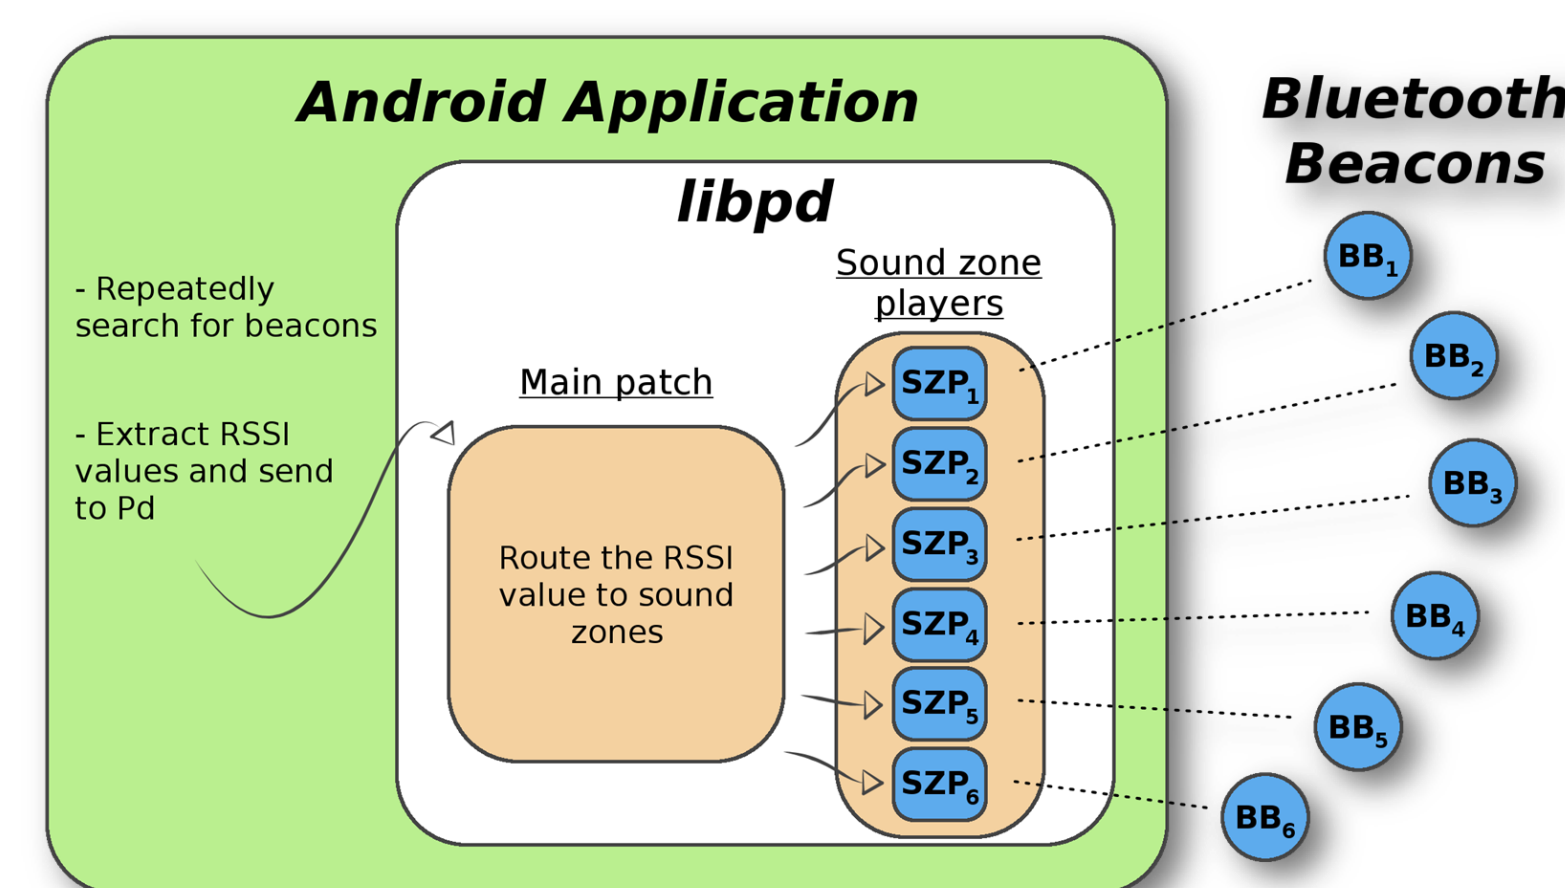 Android Application
Bluetooth
Beacons
libpd
- Repeatedly
search for beacons
- Extract RSSI
values and send
to Pd
Main patch
Route the RSSI
value to sound
zones
Sound zone
players
SZP1
SZP2
SZP3
SZP4
SZP5
SZP6
BB1
BB2
BB3
BB4
BB5
BB6